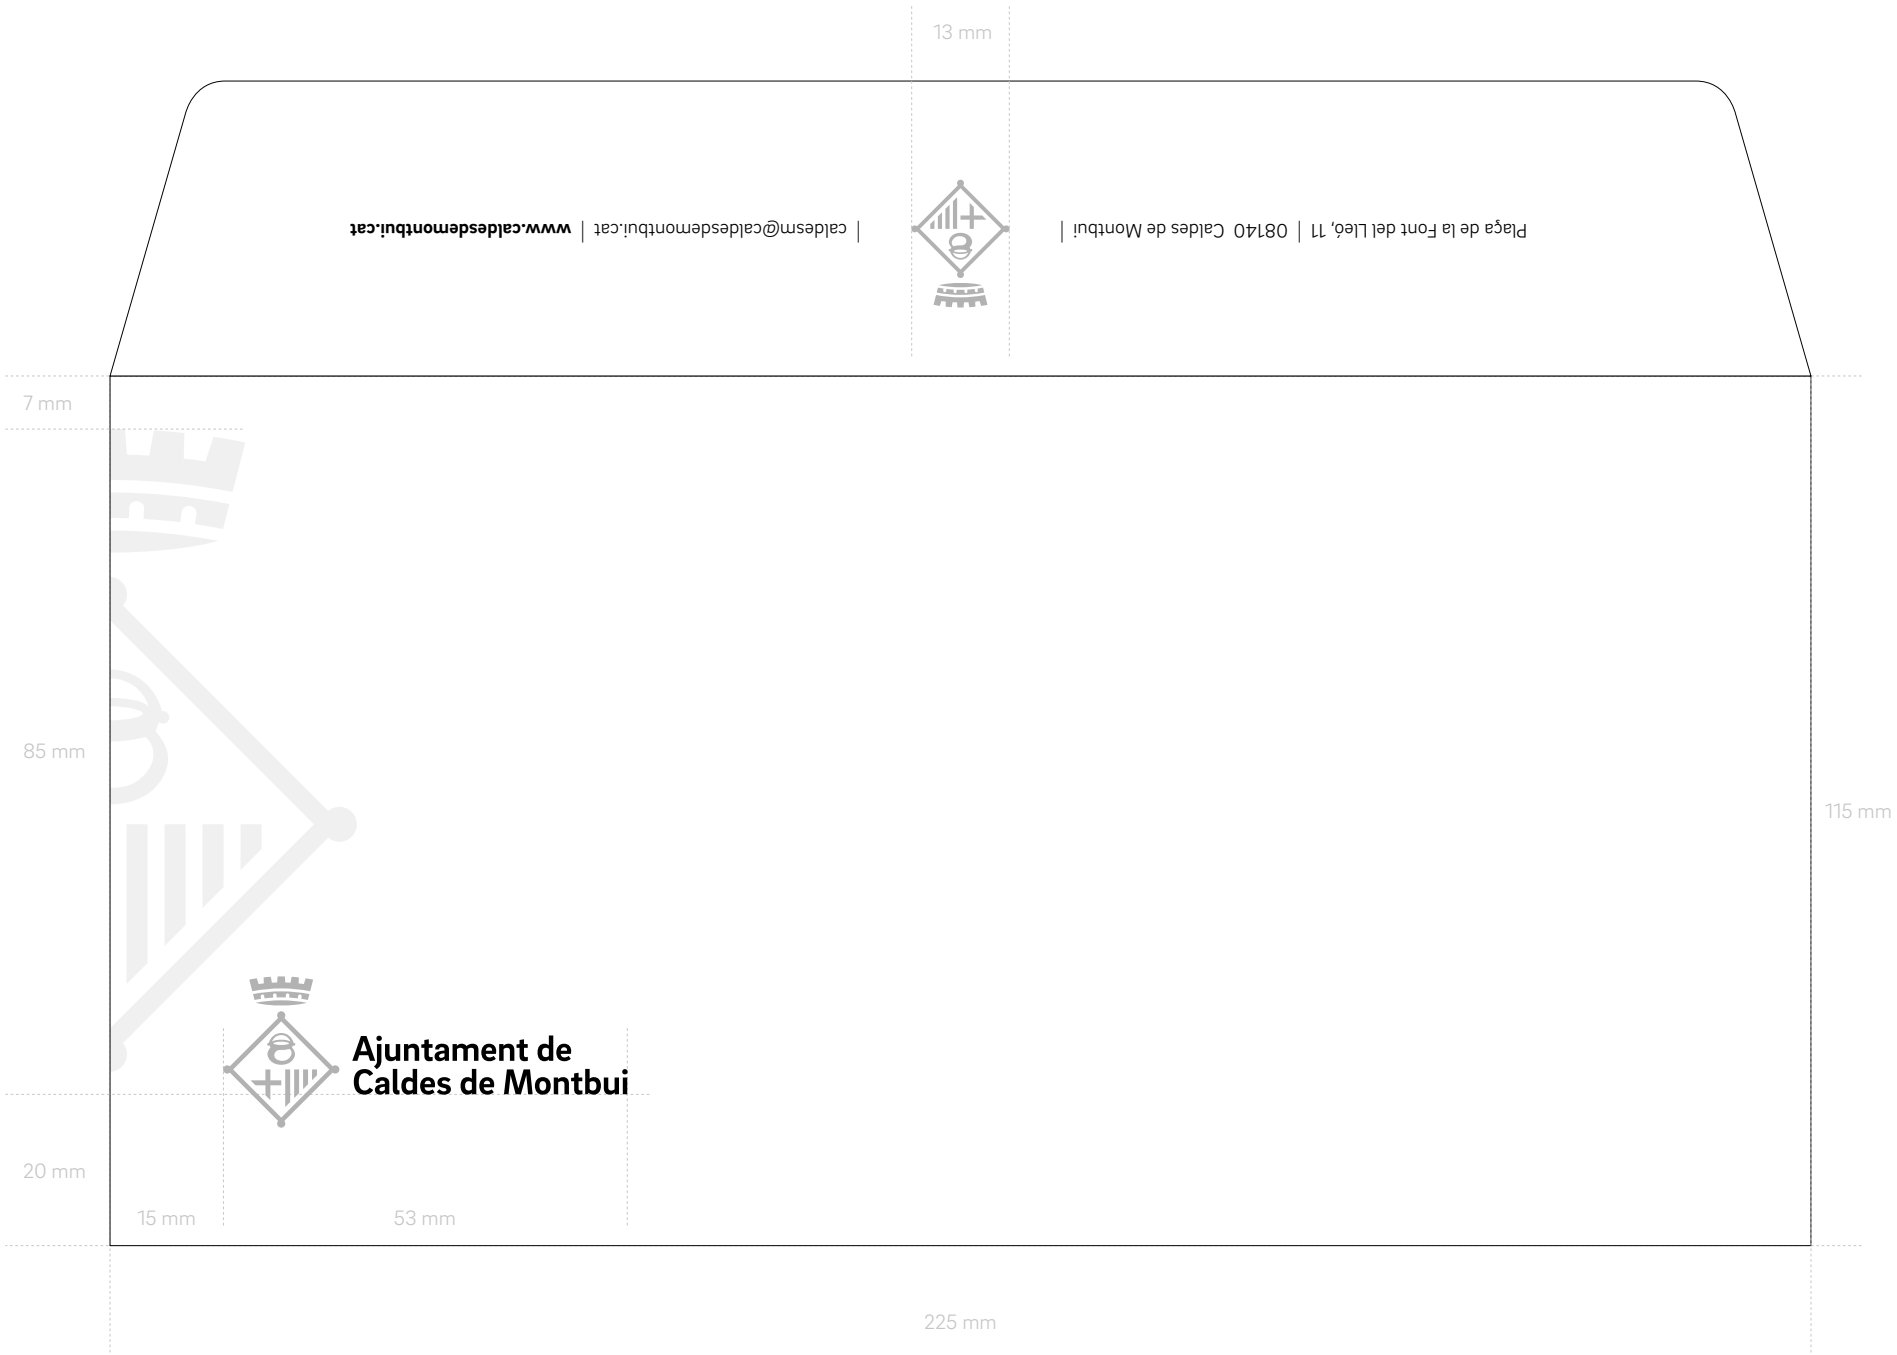 13 mm
Plaça de la Font del Lleó, 11 | 08140 Caldes de Montbui |
| caldesm@caldesdemontbui.cat | www.caldesdemontbui.cat
7 mm
85 mm
115 mm
Ajuntament de
Caldes de Montbui
20 mm
15 mm
53 mm
225 mm